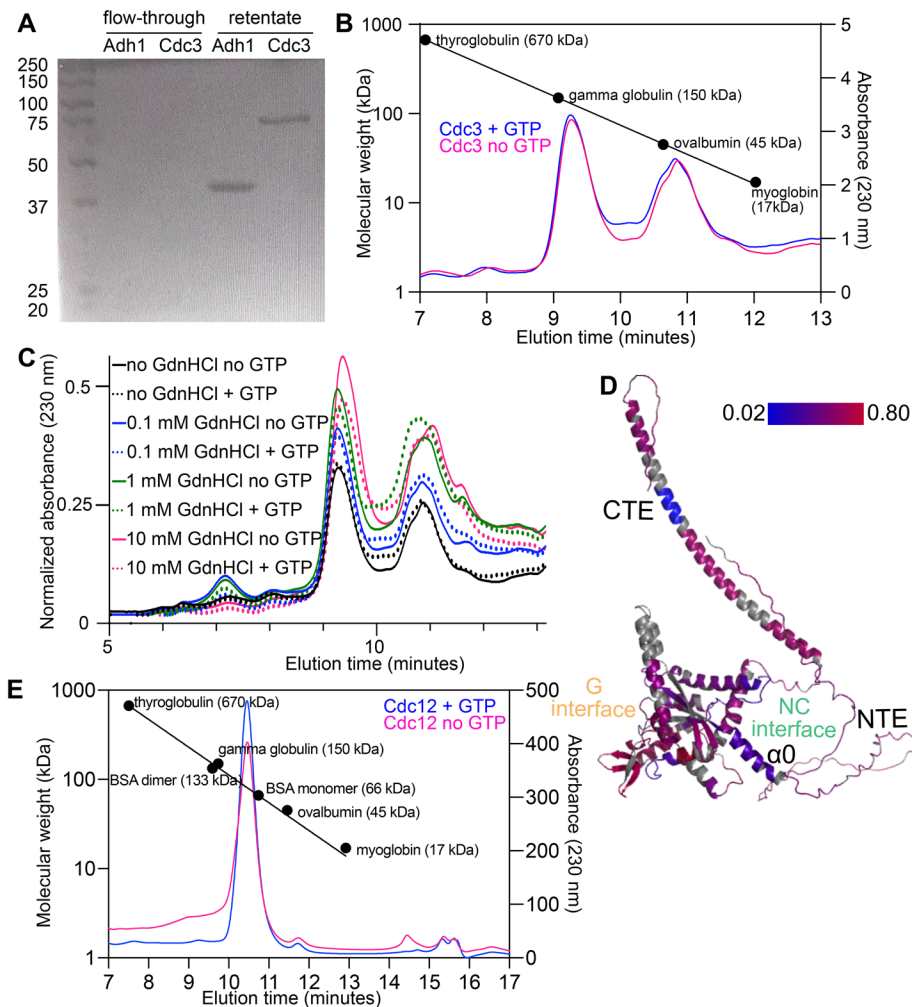 A
flow-through retentate
Adh1 Cdc3 Adh1 Cdc3
250
150
100
75
50
37
25
20
B
Molecular weight (kDa)
1000
100
10
1
thyroglobulin (670 kDa)
gamma globulin (150 kDa)
Cdc3 + GTP
Cdc3 no GTP
ovalbumin (45 kDa)
myoglobin
(17kDa)
5
4
3
2
1
0
Absorbance (230 nm)
7 8 9 10 11 12 13
Elution time (minutes)
C
Normalized absorbance (230 nm)
0.5
0.25
0
no GdnHCl no GTP
no GdnHCl + GTP
0.1 mM GdnHCl no GTP
0.1 mM GdnHCl + GTP
1 mM GdnHCl no GTP
1 mM GdnHCl + GTP
10 mM GdnHCl no GTP
10 mM GdnHCl + GTP
5 10
Elution time (minutes)
D
0.02 0.80
CTE
G
interface
NC
interface
NTE
α0
E
Molecular weight (kDa)
1000
100
10
1
thyroglobulin (670 kDa)
Cdc12 + GTP
Cdc12 no GTP
gamma globulin (150 kDa)
BSA dimer (133 kDa)
BSA monomer (66 kDa)
ovalbumin (45 kDa)
myoglobin (17 kDa)
500
400
300
200
100
0
Absorbance (230 nm)
7 8 9 10 11 12 13 14 15 16 17
Elution time (minutes)